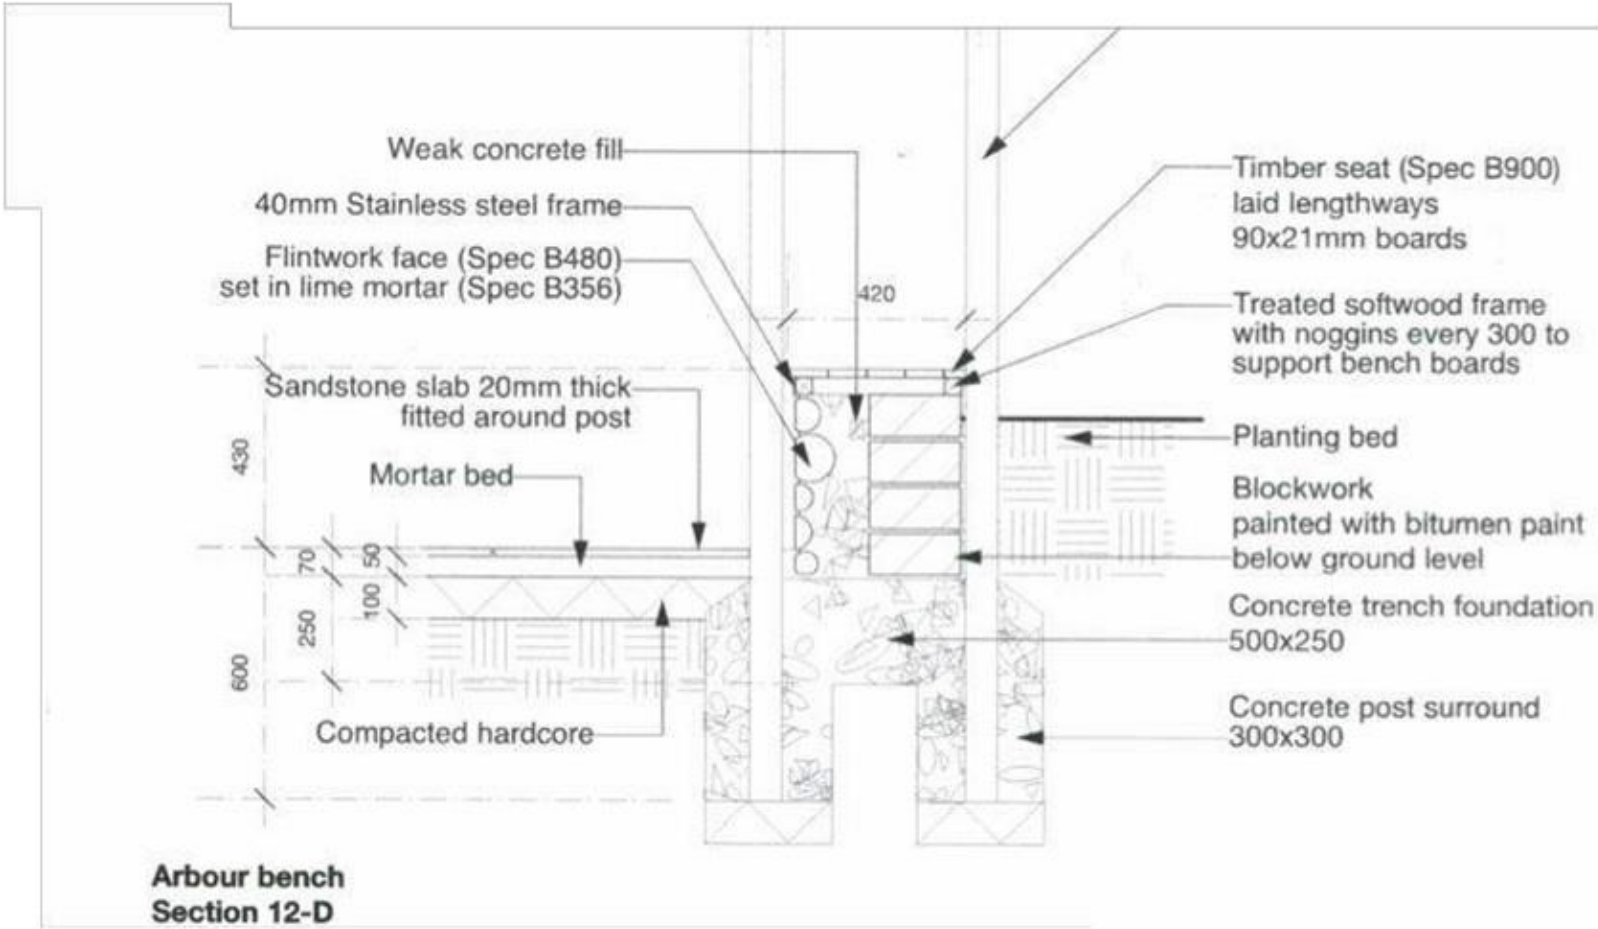 Weak concrete fill
40mm Stainless steel frame
Flintwork face (Spec B480)
set in lime mortar (Spec B356)
420
Timber seat (Spec B900)
laid lengthways
90x21mm boards
Treated softwood frame
with noggins every 300 to
support bench boards
Sandstone slab 20mm thick
fitted around post
Mortar bed
430
70
50
100
250
600
Planting bed
Blockwork
painted with bitumen paint
below ground level
Concrete trench foundation
500x250
Concrete post surround
300x300
Compacted hardcore
Arbour bench
Section 12-D